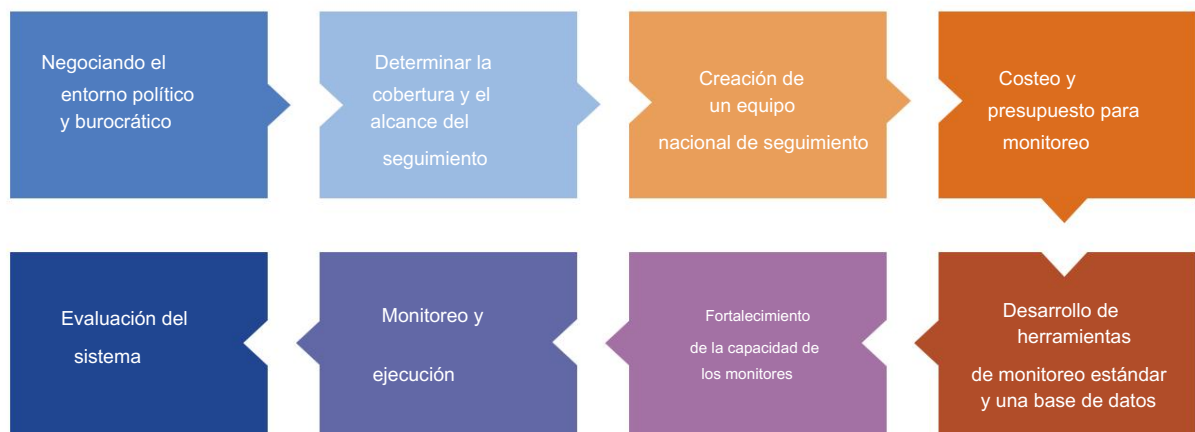 Negociando el
entorno político
y burocrático
Determinar la
cobertura y el
alcance del
seguimiento
Creación de
un equipo
nacional de seguimiento
Costeo y
presupuesto para
monitoreo
Desarrollo de
herramientas
de monitoreo estándar
y una base de datos
Fortalecimiento
de la capacidad de
los monitores
Monitoreo y
ejecución
Evaluación del
sistema